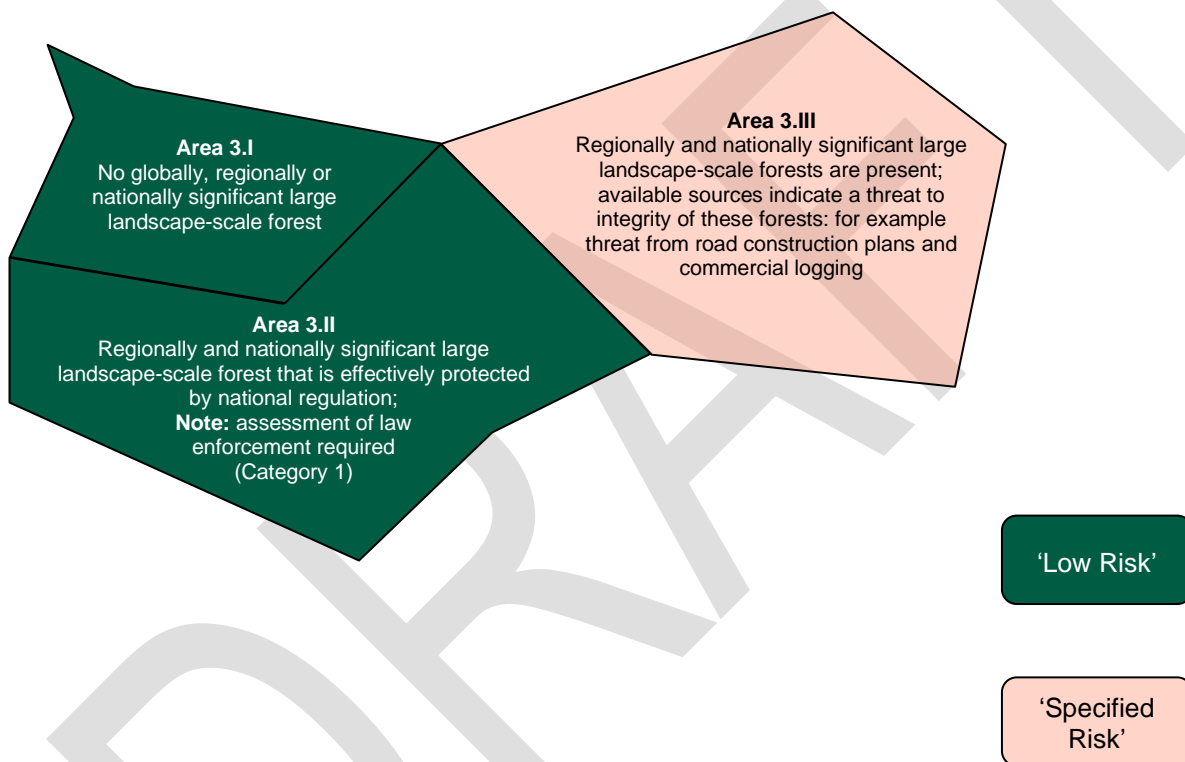 Area 3.I
No globally, regionally or
nationally significant large
landscape-scale forest
Area 3.III
Regionally and nationally significant large
landscape-scale forests are present;
available sources indicate a threat to
integrity of these forests: for example
threat from road construction plans and
commercial logging
Area 3.II
Regionally and nationally significant large
landscape-scale forest that is effectively protected
by national regulation;
Note: assessment of law
enforcement required
(Category 1)
‘Low Risk’
‘Specified
Risk’
DRAFT